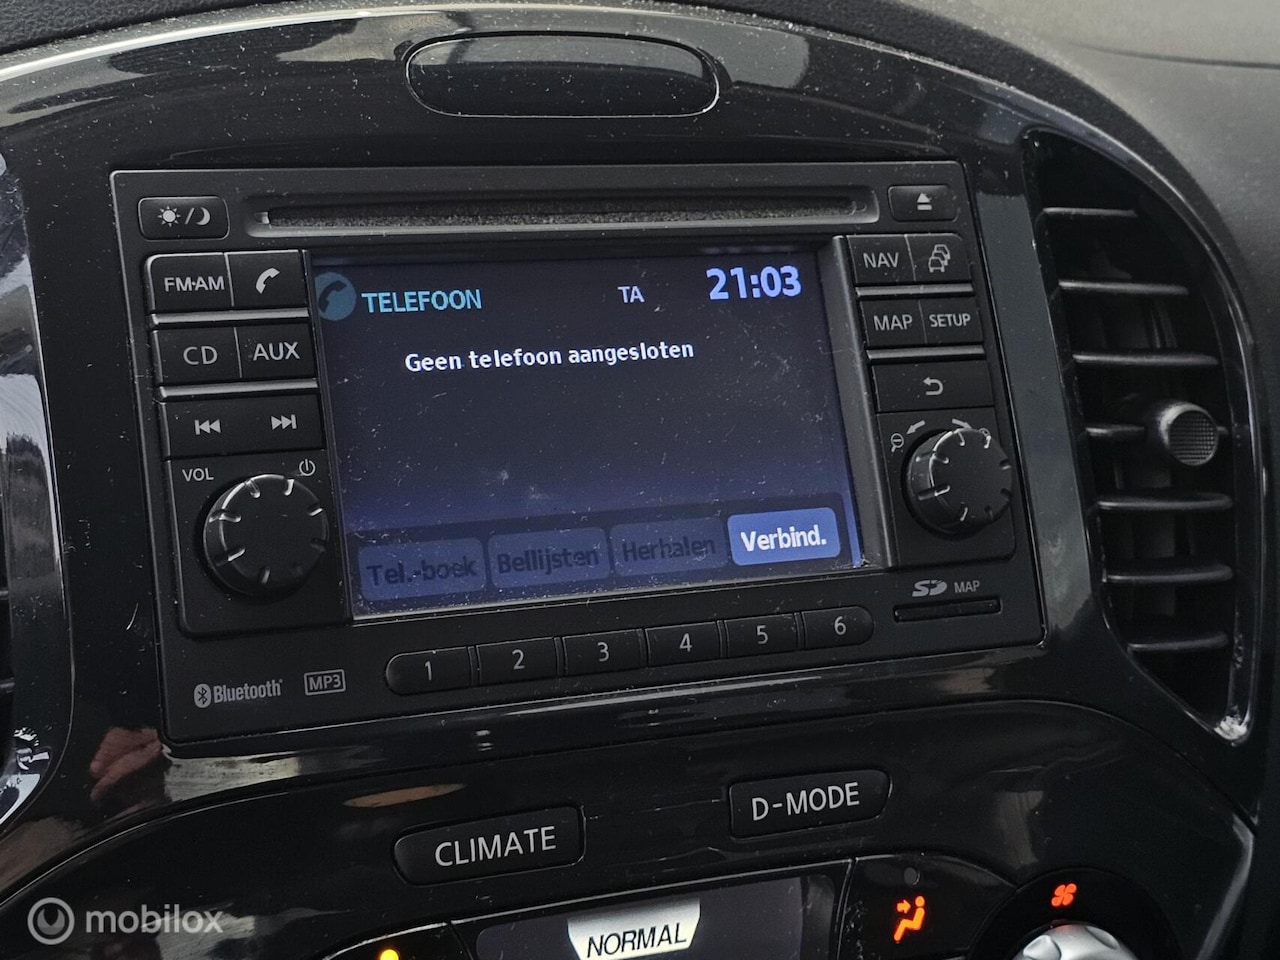 FM·AM
CD
AUX
VOL
TELEFOON
TA
21:03
Geen telefoon aangesloten
Tel.-boek
Bellijsten
Herhalen
Verbind.
NAV
MAP
SETUP
SD MAP
1
2
3
4
5
6
Bluetooth®
MP3
CLIMATE
D-MODE
NORMAL
mobilox